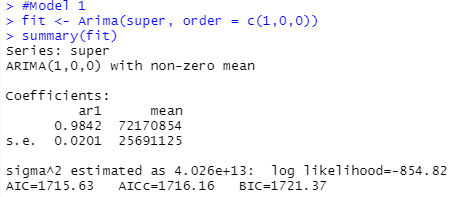 > #Model 1
> fit <- Arima(super, order = c(1,0,0))
> summary(fit)
Series: super
ARIMA(1,0,0) with non-zero mean
Coefficients:
ar1 mean
0.9842 72170854
s.e. 0.0201 25691125
sigma^2 estimated as 4.026e+13: log likelihood=-854.82
AIC=1715.63 AICc=1716.16 BIC=1721.37